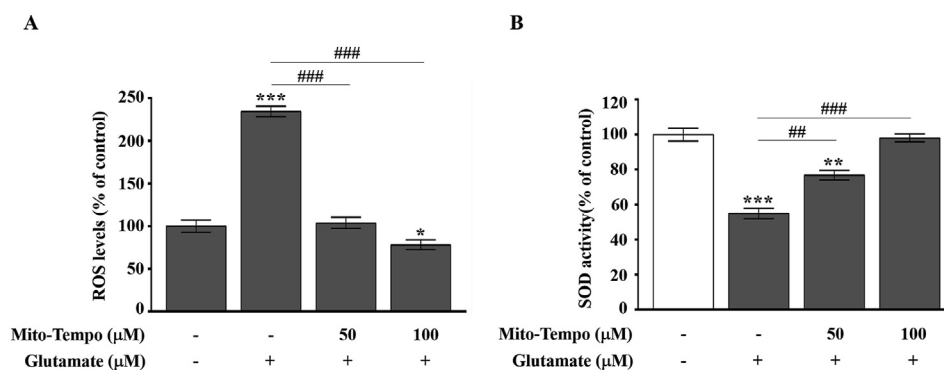 A
###
###
***
*
250
200
150
100
50
0
ROS levels (% of control)
Mito-Tempo (μM) - - 50 100
Glutamate (μM) - + + +
B
###
##
**
***
120
100
80
60
40
20
0
SOD activity(% of control)
Mito-Tempo (μM) - - 50 100
Glutamate (μM) - + + +